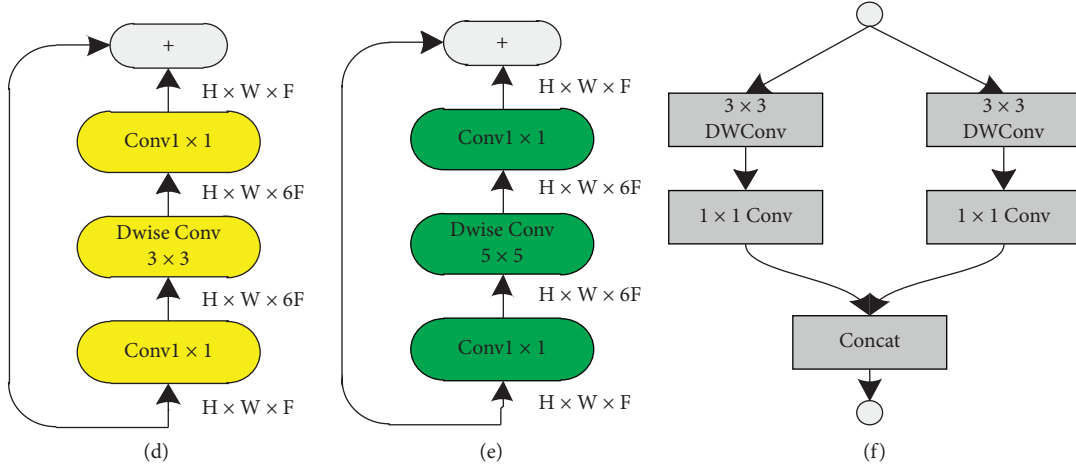 +
H × W × F
Conv1 × 1
H × W × 6F
Dwise Conv
3 × 3
H × W × 6F
Conv1 × 1
H × W × F
(d)
+
H × W × F
Conv1 × 1
H × W × 6F
Dwise Conv
5 × 5
H × W × 6F
Conv1 × 1
H × W × F
(e)
3 × 3
DWConv
3 × 3
DWConv
1 × 1 Conv
1 × 1 Conv
Concat
(f)